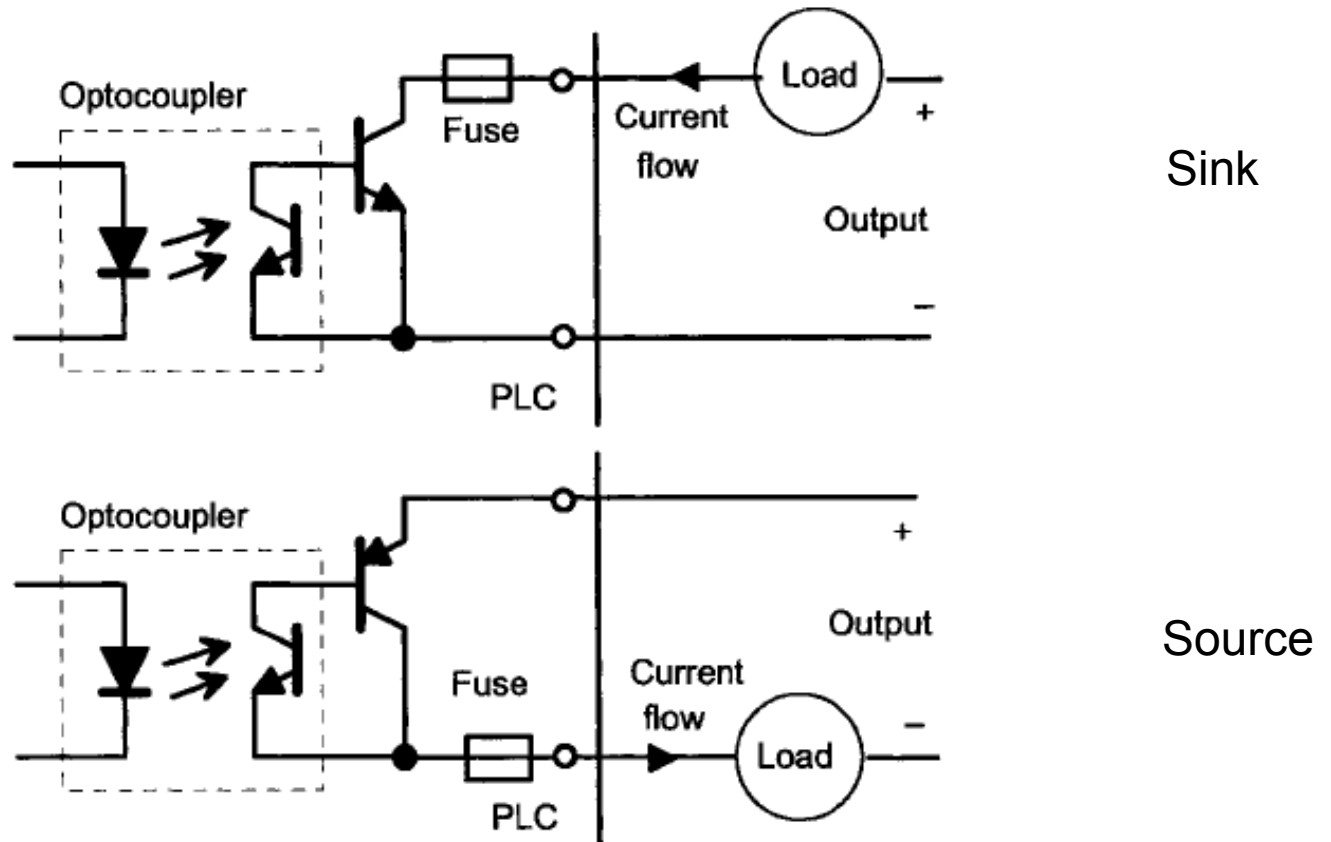 Optocoupler
Fuse
Current
flow
Load
+
Output
−
PLC
Sink
Optocoupler
Fuse
PLC
Current
flow
Load
+
Output
−
Source